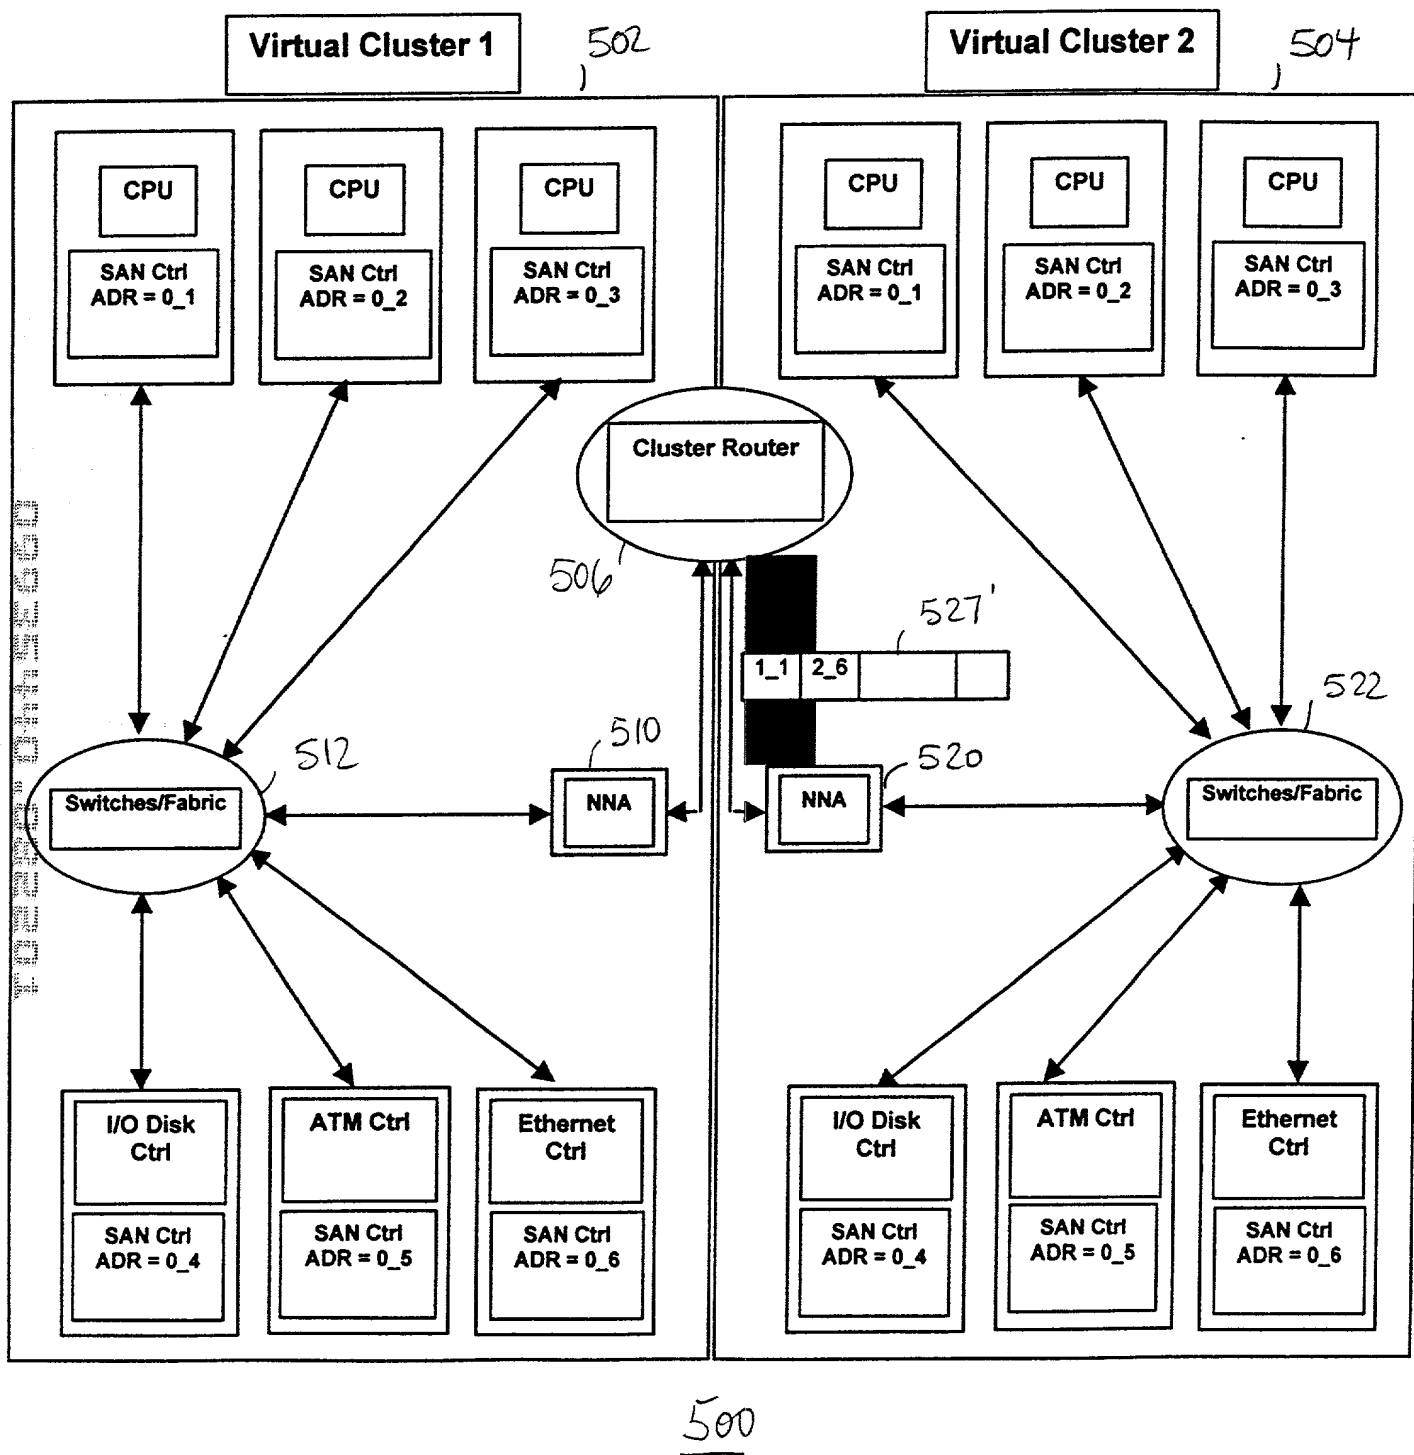 Virtual Cluster 1
502
Virtual Cluster 2
504
CPU
SAN Ctrl
ADR = 0_1
CPU
SAN Ctrl
ADR = 0_2
CPU
SAN Ctrl
ADR = 0_3
CPU
SAN Ctrl
ADR = 0_1
CPU
SAN Ctrl
ADR = 0_2
CPU
SAN Ctrl
ADR = 0_3
Cluster Router
506
527'
1_1 2_6
522
512
510
520
Switches/Fabric
NNA
NNA
Switches/Fabric
I/O Disk
Ctrl
SAN Ctrl
ADR = 0_4
ATM Ctrl
SAN Ctrl
ADR = 0_5
Ethernet
Ctrl
SAN Ctrl
ADR = 0_6
I/O Disk
Ctrl
SAN Ctrl
ADR = 0_4
ATM Ctrl
SAN Ctrl
ADR = 0_5
Ethernet
Ctrl
SAN Ctrl
ADR = 0_6
500